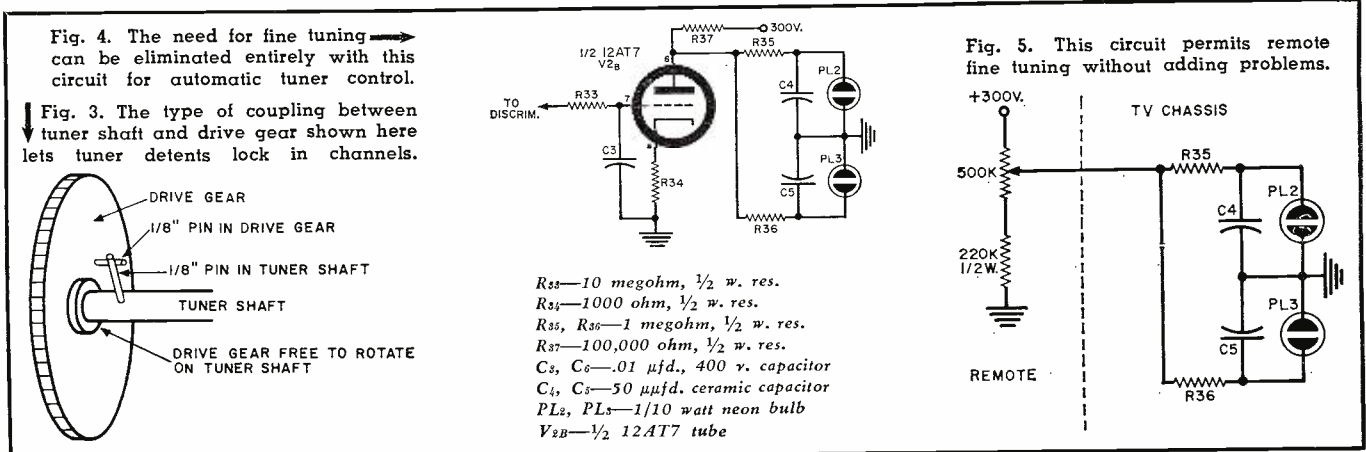 Fig. 4. The need for fine tuning
can be eliminated entirely with this
circuit for automatic tuner control.
Fig. 3. The type of coupling between
tuner shaft and drive gear shown here
lets tuner detents lock in channels.
DRIVE GEAR
1/8" PIN IN DRIVE GEAR
1/8" PIN IN TUNER SHAFT
TUNER SHAFT
DRIVE GEAR FREE TO ROTATE
ON TUNER SHAFT
300V.
R37
1/2 12AT7
V2B
6
R35
PL2
C4
TO
DISCRIM.
R33
7
C3
8
R34
PL3
C5
R36
R33—10 megohm, ½ w. res.
R34—1000 ohm, ½ w. res.
R35, R36—1 megohm, ½ w. res.
R37—100,000 ohm, ½ w. res.
C3, C6—.01 μfd., 400 v. capacitor
C4, C5—50 μμfd. ceramic capacitor
PL2, PL3—1/10 watt neon bulb
V2B—½ 12AT7 tube
Fig. 5. This circuit permits remote
fine tuning without adding problems.
+300V.
TV CHASSIS
R35
500K
PL2
C4
220K
1/2W.
PL3
C5
REMOTE
R36